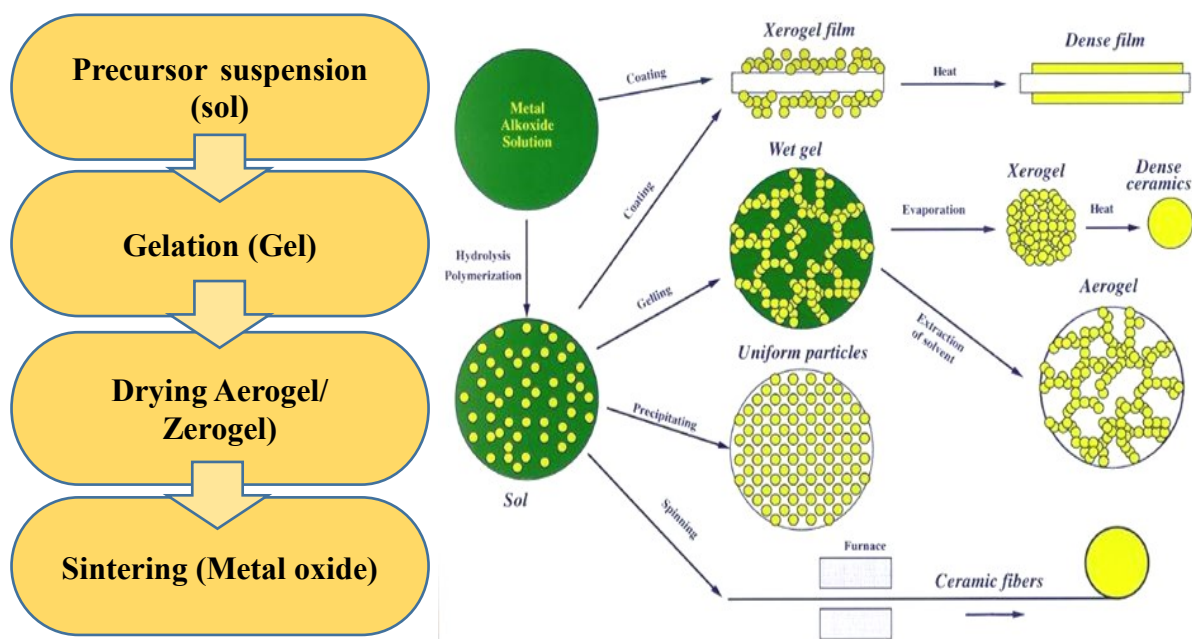 Precursor suspension
(sol)
Gelation (Gel)
Drying Aerogel/
Zerogel)
Sintering (Metal oxide)
Xerogel film
Dense film
Coating
Heat
Metal
Alkoxide
Solution
Wet gel
Coating
Xerogel
Dense
ceramics
Evaporation
Heat
Hydrolysis
Polymerization
Gelling
Aerogel
Extraction
of solvent
Uniform particles
Precipitating
Sol
Spinning
Furnace
Ceramic fibers